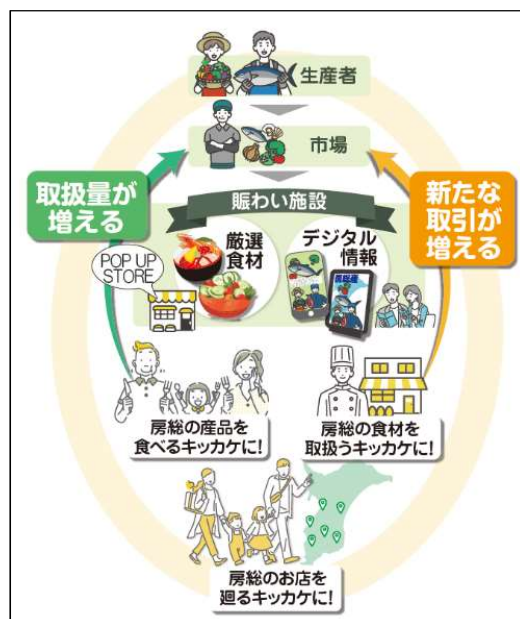 生産者
市場
取扱量が
増える
新たな
取引が
増える
賑わい施設
厳選
食材
デジタル
情報
POP UP
STORE
房総産
房総の産品を
食べるキッカケに!
房総の食材を
取扱うキッカケに!
房総のお店を
廻るキッカケに!